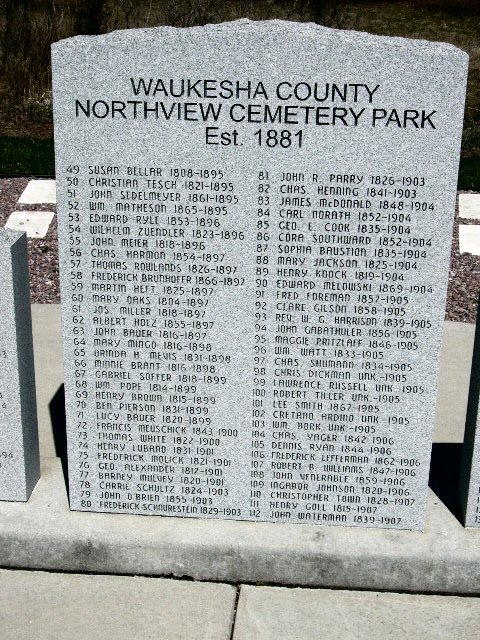 WAUKESHA COUNTY
NORTHVIEW CEMETERY PARK
Est. 1881
49 SUSAN BELLAR 1808-1895
50 CHRISTIAN TESCH 1821-1895
51 JOHN SEDELMEYER 1861-1895
52 WM. MATHESON 1865-1895
53 EDWARD RYLE 1853-1896
54 WILHELM ZUENDLER 1823-1896
55 JOHN MEIER 1818-1896
56 CHAS. HARMON 1854-1897
57 THOMAS ROWLANDS 1826-1897
58 FREDERICK BRUNHOFER 1866-1897
59 MARTIN HEFT 1825-1897
60 MARY OAKS 1804-1897
61 JOS. MILLER 1818-1897
62 ALBERT HOLZ 1855-1897
63 JOHN BAUER 1816-1897
64 MARY MINGO 1816-1898
65 ORINDA H. MEVIS 1831-1898
66 MINNIE BRANT 1816-1898
67 GABRIEL SOFFER 1818-1899
68 WM. POPE 1814-1899
69 HENRY BROWN 1815-1899
70 BEN PIERSON 1831-1899
71 LUCY BAUER 1820-1899
72 FRANCIS MEUSCHICK 1843-1900
73 THOMAS WHITE 1822-1900
74 HENRY LUBAHO 1831-1901
75 FREDERICK MOLICK 1821-1901
76 GEO. ALEXANDER 1812-1901
77 BARNEY MULVEY 1820-1901
78 CARRIE SCHULTZ 1824-1903
79 JOHN O'BRIEN 1855-1903
80 FREDERICK SCHMURSTEIN 1829-1903
81 JOHN R. PARRY 1826-1903
82 CHAS. HENNING 1841-1903
83 JAMES McDONALD 1848-1904
84 CARL NORATH 1852-1904
85 GEO. E. COOK 1835-1904
86 CORA SOUTHWARD 1852-1904
87 SOPHIA BAUSTION 1835-1904
88 MARY JACKSON 1825-1904
89 HENRY KNOCK 1819-1904
90 EDWARD MELOWSKI 1869-1904
91 FRED FOREMAN 1857-1905
92 CLARE GILSON 1858-1905
93 REV. W. G. HARRISON 1839-1905
94 JOHN GABATHULER 1856-1905
95 MAGGIE PRITZLAFF 1846-1905
96 WM. WATT 1833-1905
97 CHAS. SHUMANN 1834-1905
98 CHRIS. DICKMAN UNK.-1905
99 LAWRENCE RUSSELL UNK.-1905
100 ROBERT TILLER UNK.-1905
101 LEE SMITH 1867-1905
102 CRETANO ARDINO UNK.-1905
103 WM. BORK UNK.-1905
104 CHAS. YAGER 1842-1906
105 DENNIS RYAN 1844-1906
106 FREDERICK LEFFERMAN 1862-1906
107 ROBERT B. WILLIAMS 1847-1906
108 JOHN VENERABLE 1859-1906
109 INGABOR JOHNSON 1820-1906
110 CHRISTOPHER TOWN 1828-1907
111 HENRY GOLL 1815-1907
112 JOHN WATERMAN 1839-1907